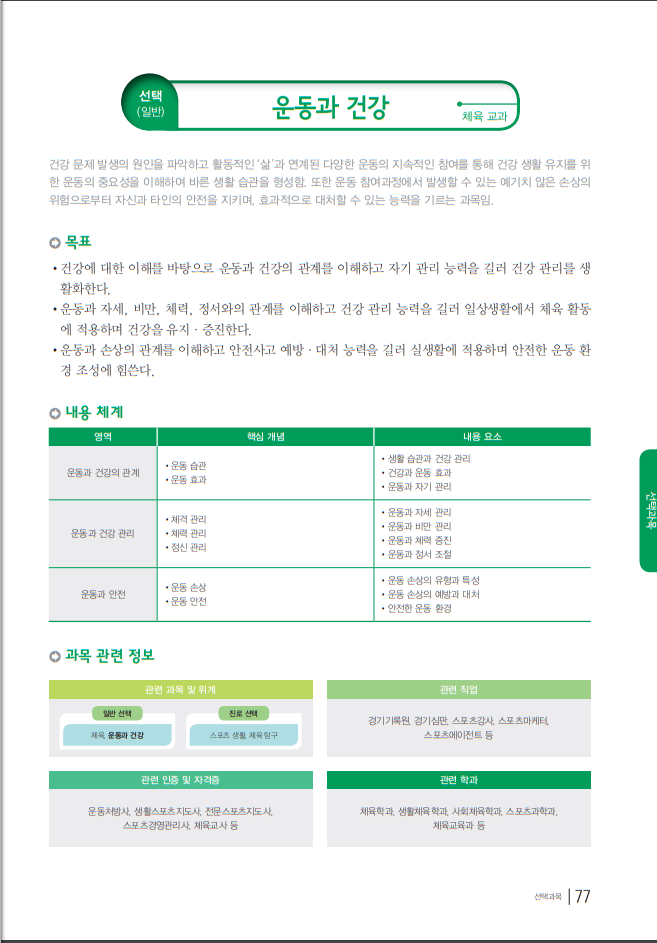 선택
(일반)
운동과 건강
체육 교과
건강 문제 발생의 원인을 파악하고 활동적인 '삶'과 연계된 다양한 운동의 지속적인 참여를 통해 건강 생활 유지를 위
한 운동의 중요성을 이해하여 바른 생활 습관을 형성함. 또한 운동 참여과정에서 발생할 수 있는 예기치 않은 손상의
위험으로부터 자신과 타인의 안전을 지키며, 효과적으로 대처할 수 있는 능력을 기르는 과목임.
목표
• 건강에 대한 이해를 바탕으로 운동과 건강의 관계를 이해하고 자기 관리 능력을 길러 건강 관리를 생
활화한다.
• 운동과 자세, 비만, 체력, 정서와의 관계를 이해하고 건강 관리 능력을 길러 일상생활에서 체육 활동
에 적용하며 건강을 유지 · 증진한다.
• 운동과 손상의 관계를 이해하고 안전사고 예방 · 대처 능력을 길러 실생활에 적용하며 안전한 운동 환
경 조성에 힘쓴다.
내용 체계
영역 핵심 개념 내용 요소
운동과 건강의 관계
• 운동 습관
• 운동 효과
• 생활 습관과 건강 관리
• 건강과 운동 효과
• 운동과 자기 관리
운동과 건강 관리
• 체격 관리
• 체력 관리
• 정신 관리
• 운동과 자세 관리
• 운동과 비만 관리
• 운동과 체력 증진
• 운동과 정서 조절
운동과 안전
• 운동 손상
• 운동 안전
• 운동 손상의 유형과 특성
• 운동 손상의 예방과 대처
• 안전한 운동 환경
선택과목
과목 관련 정보
관련 과목 및 위계
일반 선택
체육, 운동과 건강
진로 선택
스포츠 생활, 체육 탐구
관련 직업
경기기록원, 경기심판, 스포츠강사, 스포츠마케터,
스포츠에이전트 등
관련 인증 및 자격증
운동처방사, 생활스포츠지도사, 전문스포츠지도사,
스포츠경영관리사, 체육교사 등
관련 학과
체육학과, 생활체육학과, 사회체육학과, 스포츠과학과,
체육교육과 등
선택과목 77